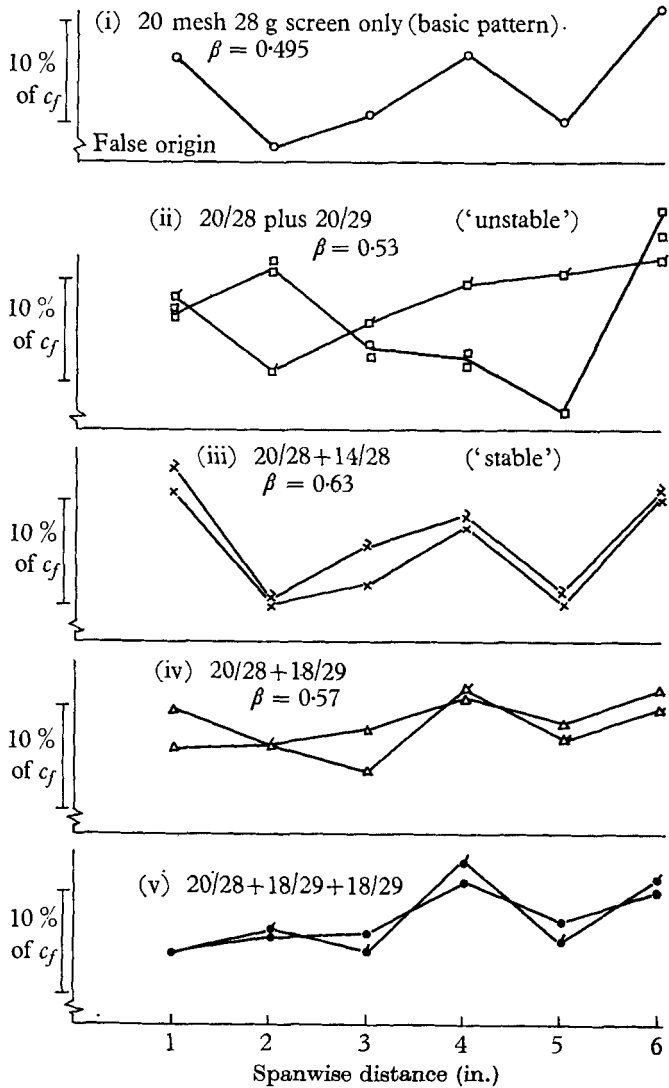 (i) 20 mesh 28 g screen only (basic pattern).
β = 0·495
10 %
of c_f
False origin
(ii) 20/28 plus 20/29 ('unstable')
β = 0·53
10 %
of c_f
(iii) 20/28 + 14/28 ('stable')
β = 0·63
10 %
of c_f
(iv) 20/28 + 18/29
β = 0·57
10 %
of c_f
(v) 20/28 + 18/29 + 18/29
10 %
of c_f
1 2 3 4 5 6
Spanwise distance (in.)